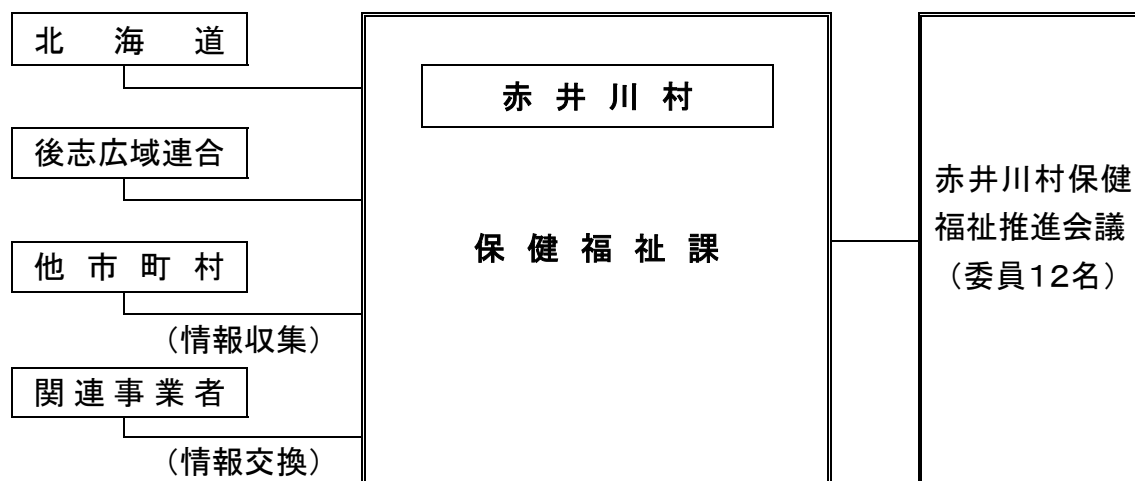 北海道
後志広域連合
他市町村
（情報収集）
関連事業者
（情報交換）
赤井川村
保健福祉課
赤井川村保健
福祉推進会議
（委員１２名）